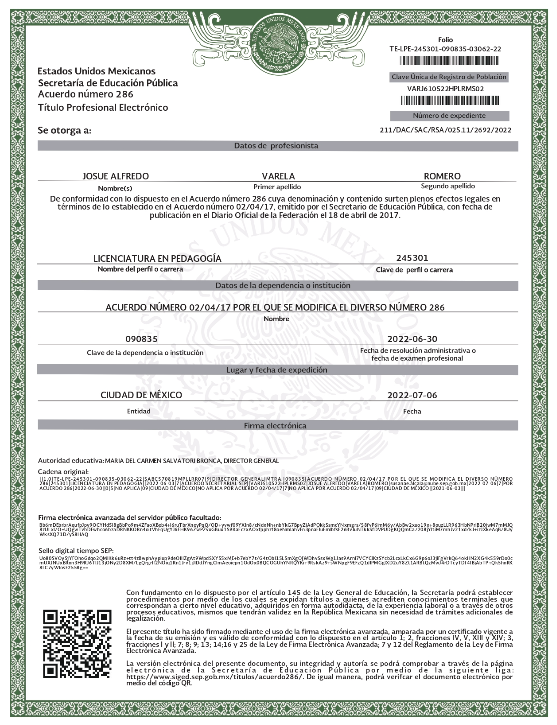 Folio
TE-LPE-245301-090835-03062-22
Estados Unidos Mexicanos
Secretaría de Educación Pública
Acuerdo número 286
Título Profesional Electrónico
Clave Única de Registro de Población
VARJ610522HPLRMS02
Número de expediente
Se otorga a:
211/DAC/SAC/RSA/025.11/2692/2022
Datos de profesionista
JOSUE ALFREDO VARELA ROMERO
Nombre(s) Primer apellido Segundo apellido
De conformidad con lo dispuesto en el Acuerdo número 286 cuya denominación y contenido surten plenos efectos legales en
términos de lo establecido en el Acuerdo número 02/04/17, emitido por el Secretario de Educación Pública, con fecha de
publicación en el Diario Oficial de la Federación el 18 de abril de 2017.
UNIDOS MEX
LICENCIATURA EN PEDAGOGÍA 245301
Nombre del perfil o carrera Clave de perfil o carrera
Datos de la dependencia o institución
ACUERDO NÚMERO 02/04/17 POR EL QUE SE MODIFICA EL DIVERSO NÚMERO 286
Nombre
090835 2022-06-30
Clave de la dependencia o institución Fecha de resolución administrativa o
fecha de examen profesional
Lugar y fecha de expedición
CIUDAD DE MÉXICO 2022-07-06
Entidad Fecha
Firma electrónica
Autoridad educativa: MARIA DEL CARMEN SALVATORI BRONCA, DIRECTOR GENERAL
Cadena original:
Firma electrónica avanzada del servidor público facultado:
Sello digital tiempo SEP:
Con fundamento en lo dispuesto por el artículo 145 de la Ley General de Educación, la Secretaría podrá establecer
procedimientos por medio de los cuales se expidan títulos a quienes acrediten conocimientos terminales que
correspondan a cierto nivel educativo, adquiridos en forma autodidacta, de la experiencia laboral o a través de otros
procesos educativos, mismos que tendrán validez en la República Mexicana sin necesidad de trámites adicionales de
legalización.
El presente título ha sido firmado mediante el uso de la firma electrónica avanzada, amparada por un certificado vigente a
la fecha de su emisión y es válido de conformidad con lo dispuesto en el artículo 1; 2, fracciones IV, V, XIII y XIV; 3,
fracciones I y II; 7; 8; 9; 13; 14;16 y 25 de la Ley de Firma Electrónica Avanzada; 7 y 12 del Reglamento de la Ley de Firma
Electrónica Avanzada.
La versión electrónica del presente documento, su integridad y autoría se podrá comprobar a través de la página
electrónica de la Secretaría de Educación Pública por medio de la siguiente liga:
https://www.siged.sep.gob.mx/titulos/acuerdo286/. De igual manera, podrá verificar el documento electrónico por
medio del código QR.